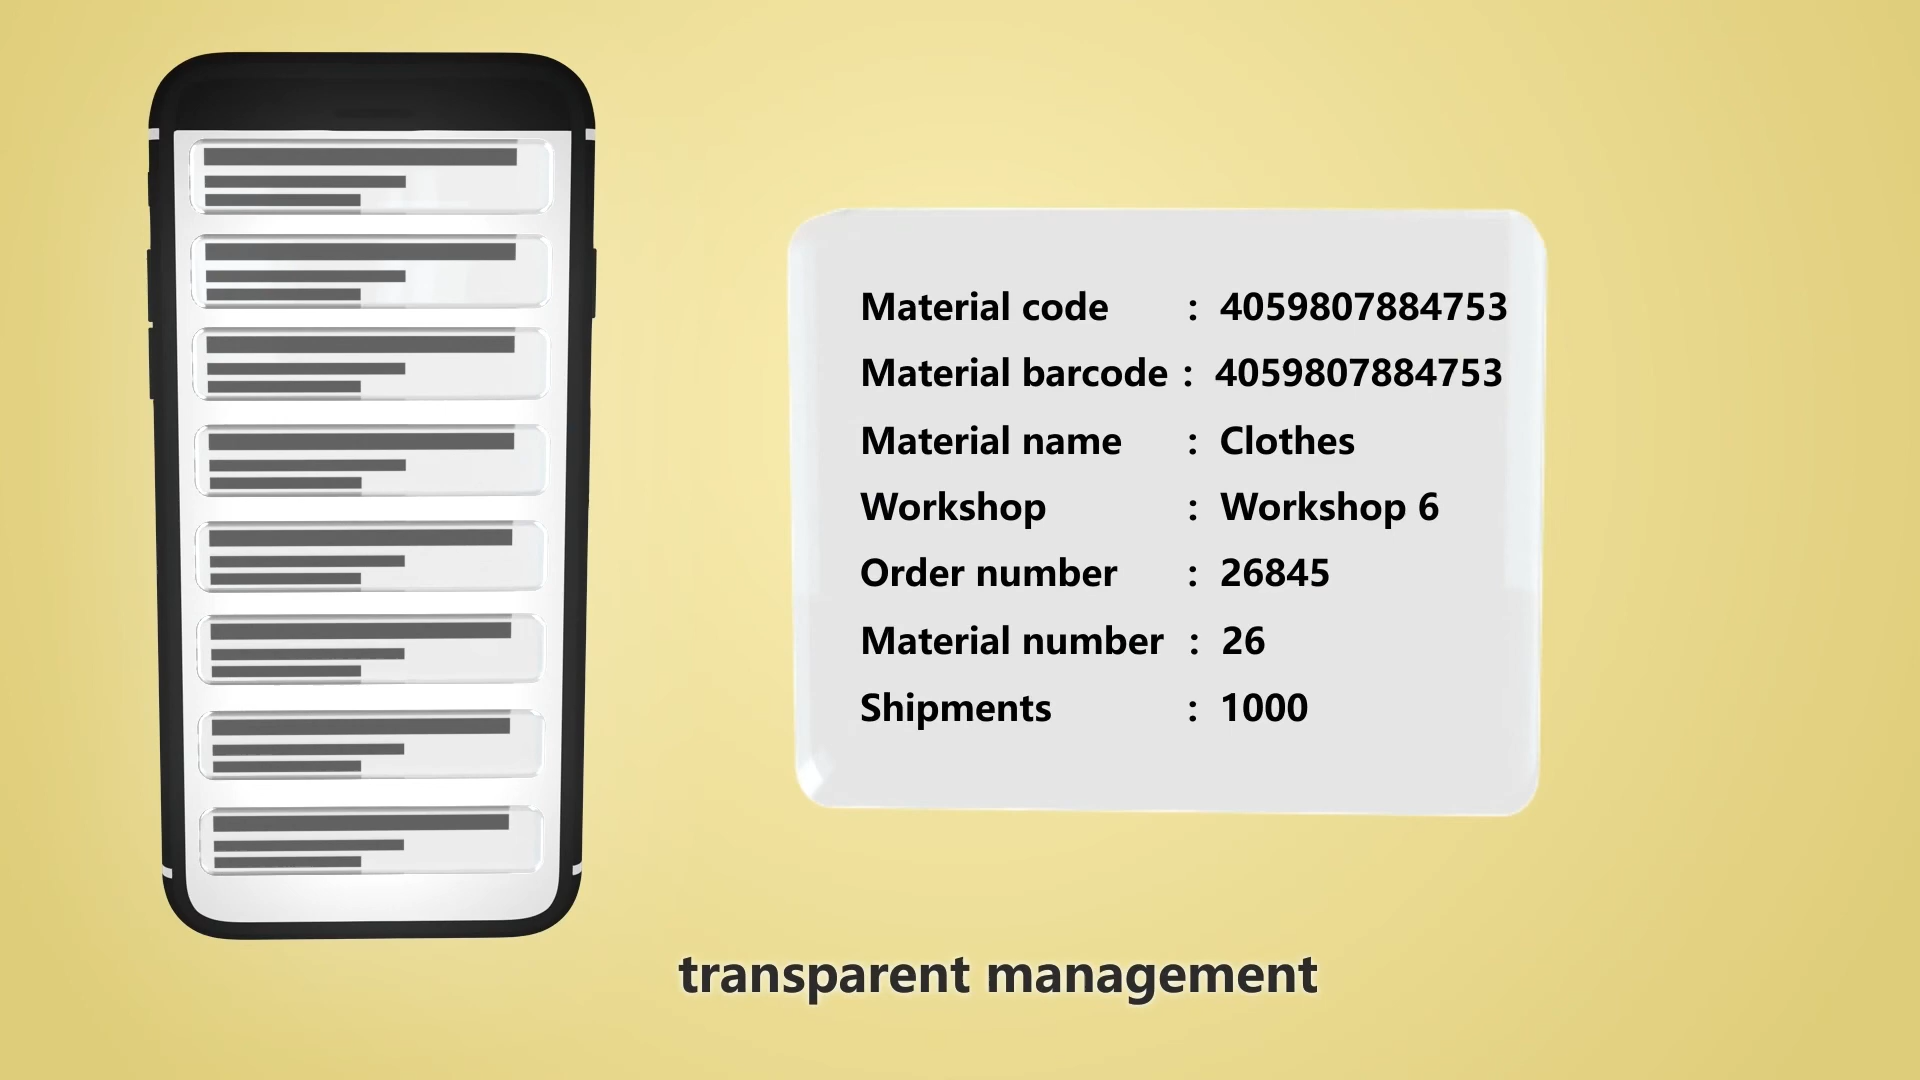 Material code : 4059807884753
Material barcode : 4059807884753
Material name : Clothes
Workshop : Workshop 6
Order number : 26845
Material number : 26
Shipments : 1000
transparent management